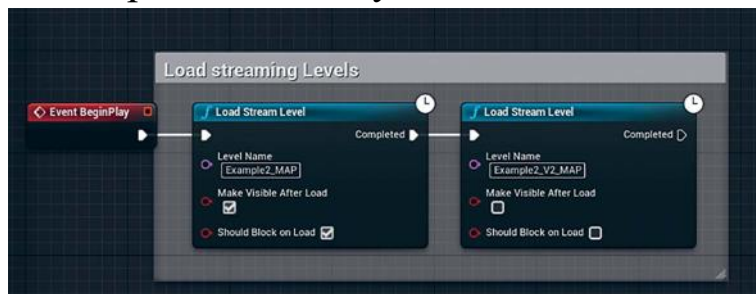 Load streaming Levels
Event BeginPlay
f Load Stream Level
Completed
Level Name
Example2_MAP
Make Visible After Load
Should Block on Load
f Load Stream Level
Completed
Level Name
Example2_V2_MAP
Make Visible After Load
Should Block on Load